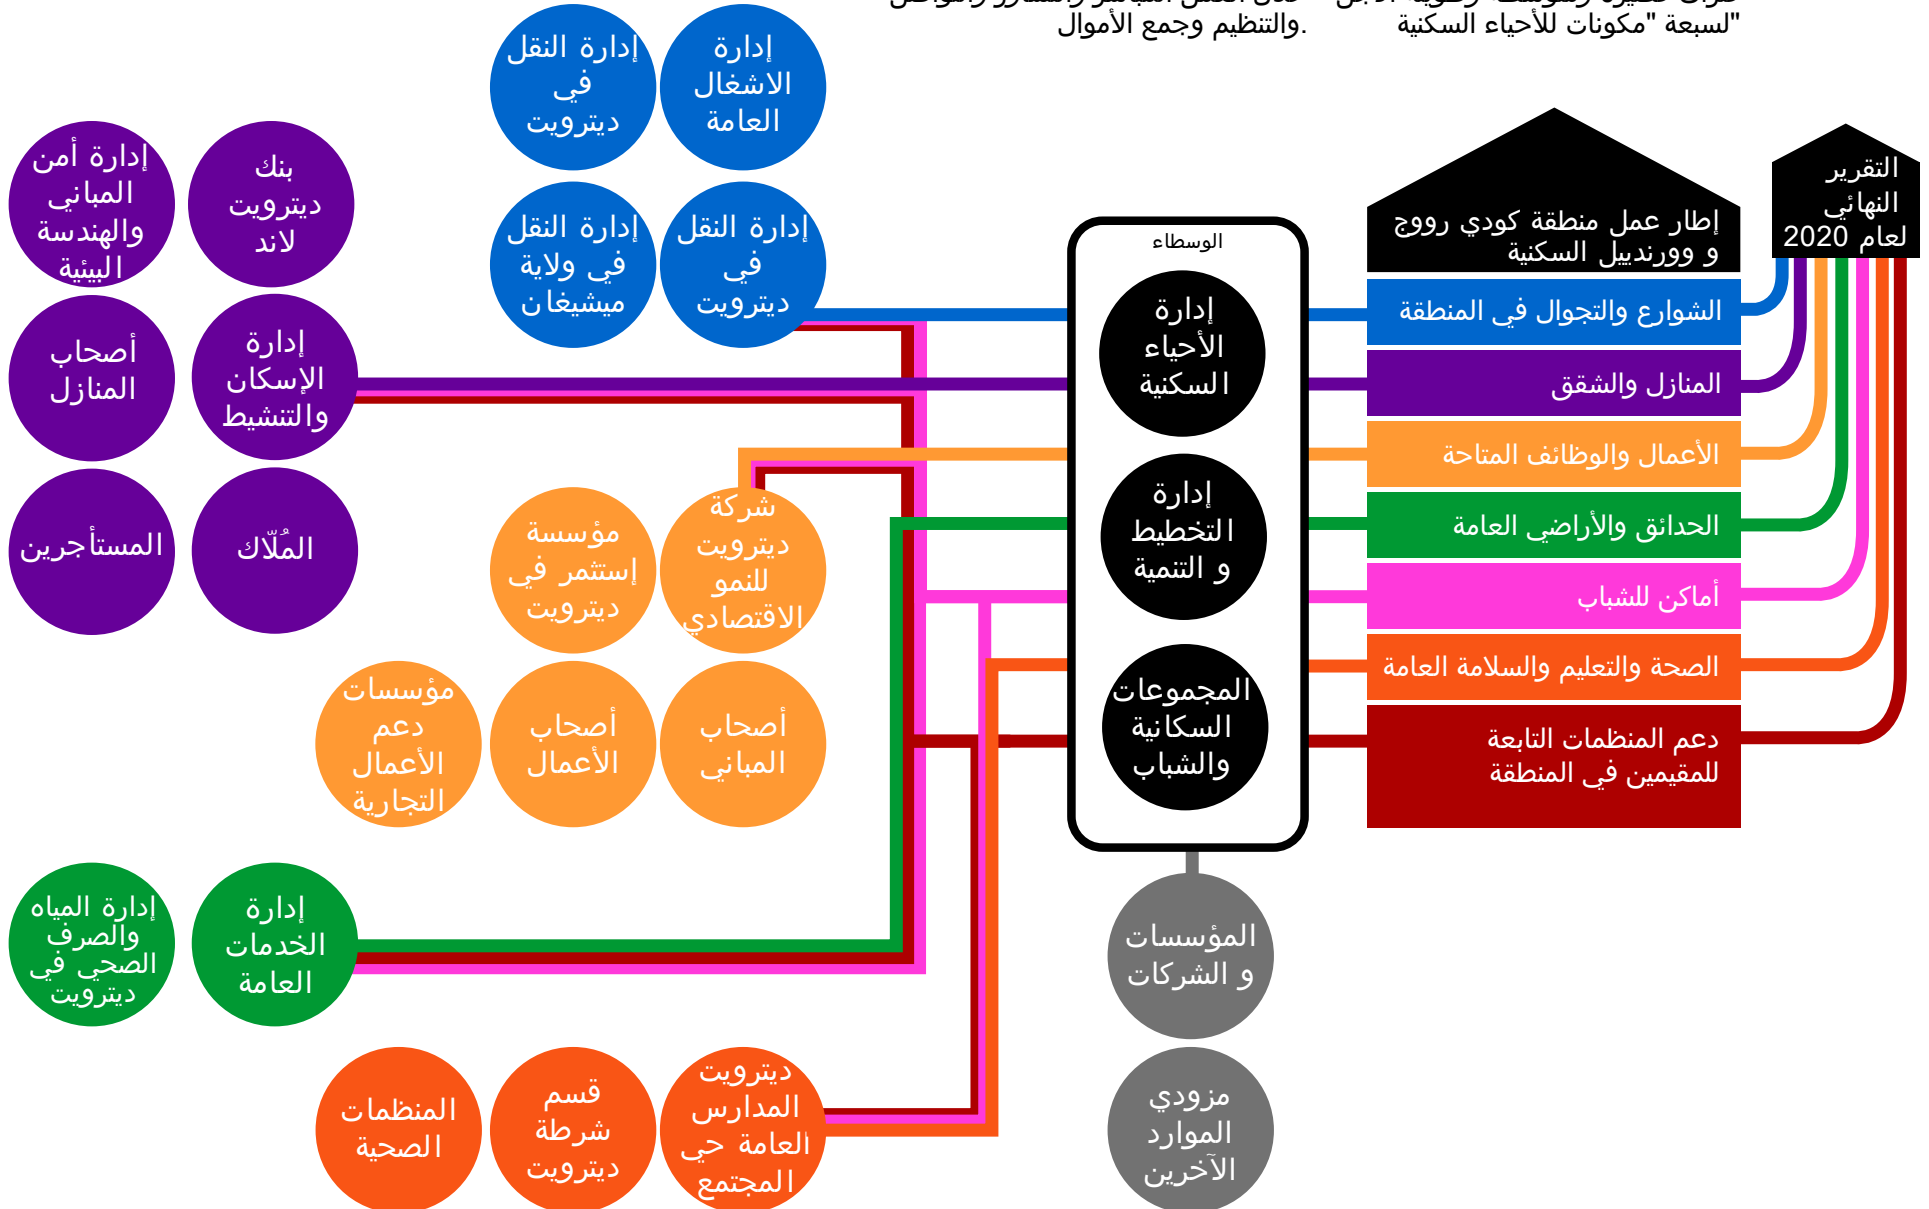 لسبعة "مكونات للأحياء السكنية"
والتنظيم وجمع الأموال.
التقرير
النهائي
لعام 2020
إطار عمل منطقة كودي رووج
و وورندييل السكنية
الشوارع والتجوال في المنطقة
المنازل والشقق
الأعمال والوظائف المتاحة
الحدائق والأراضي العامة
أماكن للشباب
الصحة والتعليم والسلامة العامة
دعم المنظمات التابعة
للمقيمين في المنطقة
الوسطاء
إدارة
الأحياء
السكنية
إدارة
التخطيط
و التنمية
المجموعات
السكانية
والشباب
المؤسسات
و الشركات
مزودي
الموارد
الآخرين
إدارة
الاشغال
العامة
إدارة النقل
في
ديترويت
إدارة النقل
في
ديترويت
إدارة النقل
في ولاية
ميشيغان
بنك
ديترويت
لاند
إدارة أمن
المباني
والهندسة
البيئية
إدارة
الإسكان
والتنشيط
أصحاب
المنازل
المُلّاك
المستأجرين
شركة
ديترويت
للنمو
الاقتصادي
مؤسسة
إستثمر في
ديترويت
أصحاب
المباني
أصحاب
الأعمال
مؤسسات
دعم
الأعمال
التجارية
إدارة
الخدمات
العامة
إدارة المياه
والصرف
الصحي في
ديترويت
ديترويت
المدارس
العامة حي
المجتمع
قسم
شرطة
ديترويت
المنظمات
الصحية